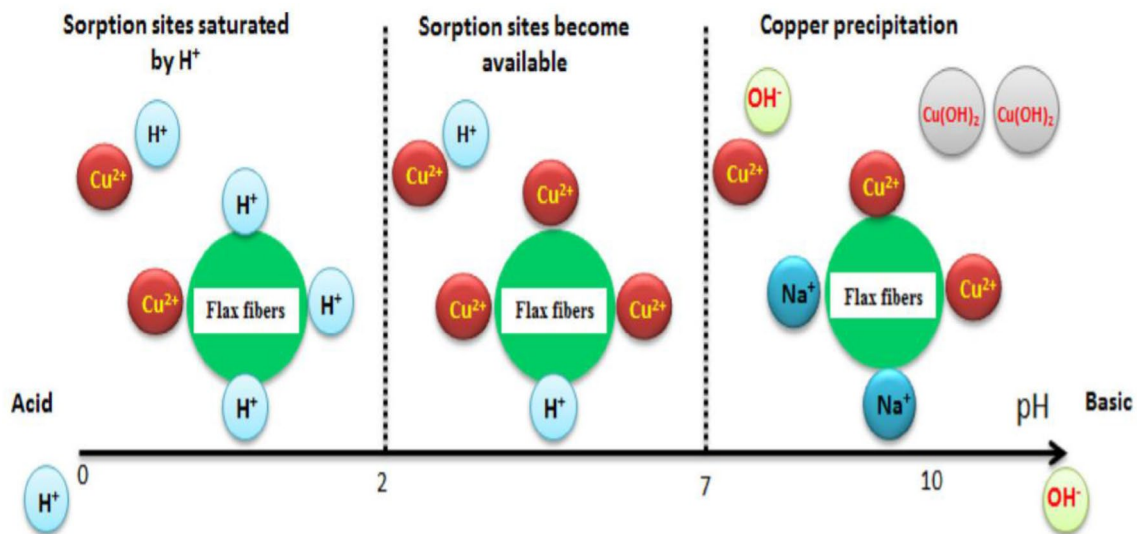 Sorption sites saturated
by H⁺
Sorption sites become
available
Copper precipitation
H⁺
Cu²⁺
H⁺
Cu²⁺
Flax fibers
H⁺
H⁺
H⁺
Cu²⁺
Cu²⁺
Cu²⁺
Flax fibers
Cu²⁺
H⁺
OH⁻
Cu(OH)₂
Cu(OH)₂
Cu²⁺
Cu²⁺
Na⁺
Flax fibers
Cu²⁺
Na⁺
Acid
pH
Basic
0
2
7
10
H⁺
OH⁻